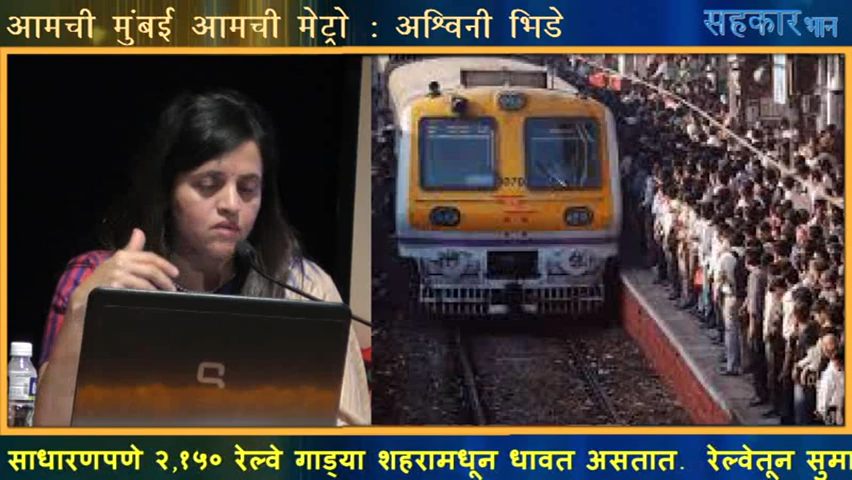 आमची मुंबई आमची मेट्रो : अश्विनी भिडे
सहकार भान
साधारणपणे २,१५० रेल्वे गाड्या शहरामधून धावत असतात. रेल्वेतून सुमा